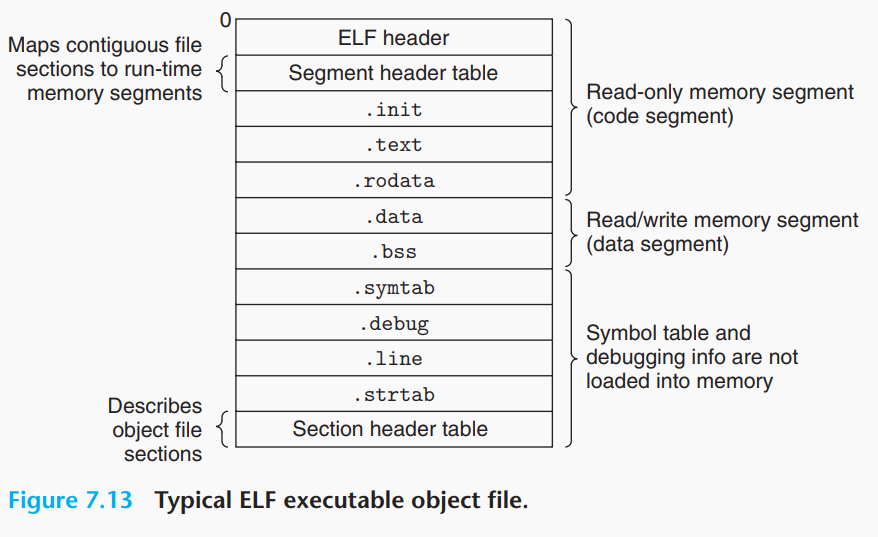 0
Maps contiguous file
sections to run-time
memory segments
ELF header
Segment header table
.init
.text
.rodata
.data
.bss
.symtab
.debug
.line
.strtab
Section header table
Describes
object file
sections
Read-only memory segment
(code segment)
Read/write memory segment
(data segment)
Symbol table and
debugging info are not
loaded into memory
Figure 7.13 Typical ELF executable object file.